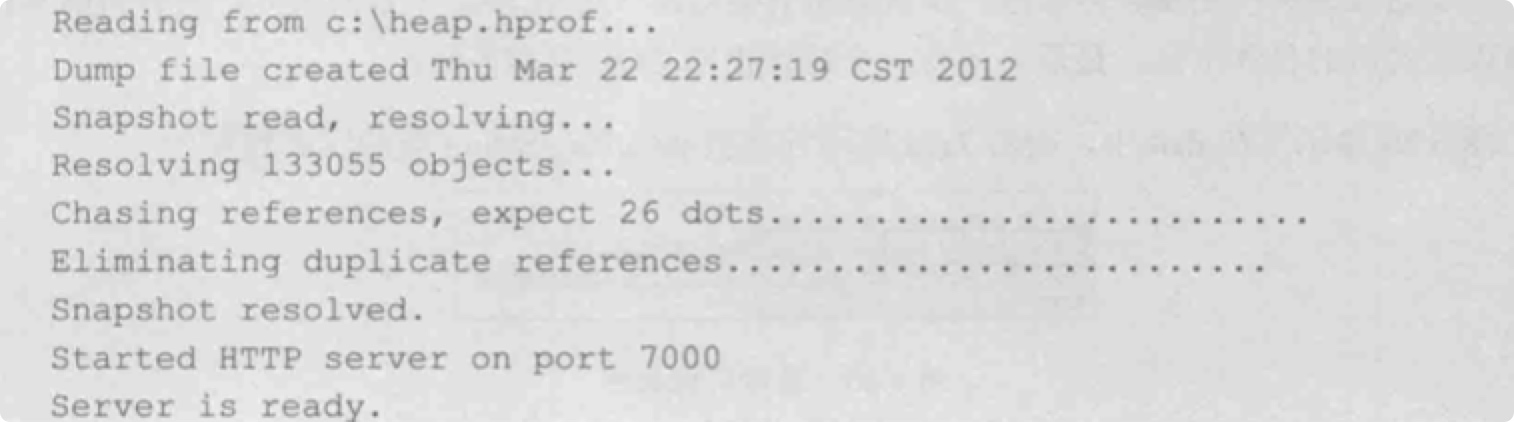 Reading from c:\heap.hprof...
Dump file created Thu Mar 22 22:27:19 CST 2012
Snapshot read, resolving...
Resolving 133055 objects...
Chasing references, expect 26 dots..........................
Eliminating duplicate references..........................
Snapshot resolved.
Started HTTP server on port 7000
Server is ready.